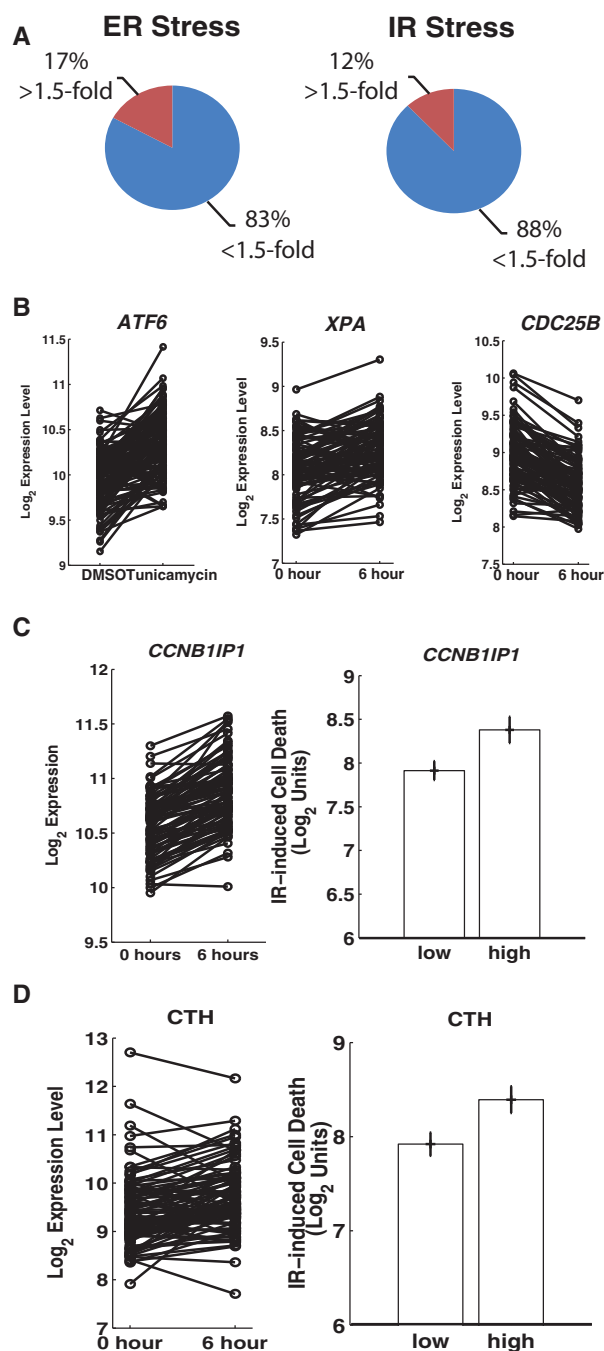 A
ER Stress
IR Stress
17%
>1.5-fold
83%
<1.5-fold
12%
>1.5-fold
88%
<1.5-fold
B
ATF6
Log2 Expression Level
11.5
11
10.5
10
9.5
9
DMSOTunicamycin
XPA
Log2 Expression Level
9.5
9
8.5
8
7.5
7
0 hour
6 hour
CDC25B
Log2 Expression Level
10.5
10
9.5
9
8.5
8
7.5
0 hour
6 hour
C
CCNB1IP1
Log2 Expression
12
11.5
11
10.5
10
9.5
0 hours
6 hours
CCNB1IP1
IR-induced Cell Death
(Log2 Units)
9
8.5
8
7.5
7
6
6
low
high
D
CTH
Log2 Expression Level
13
12
11
10
9
8
7
0 hour
6 hour
CTH
IR-induced Cell Death
(Log2 Units)
9
8
7
6
low
high